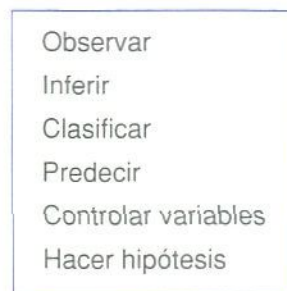 Observar
Inferir
Clasificar
Predecir
Controlar variables
Hacer hipótesis